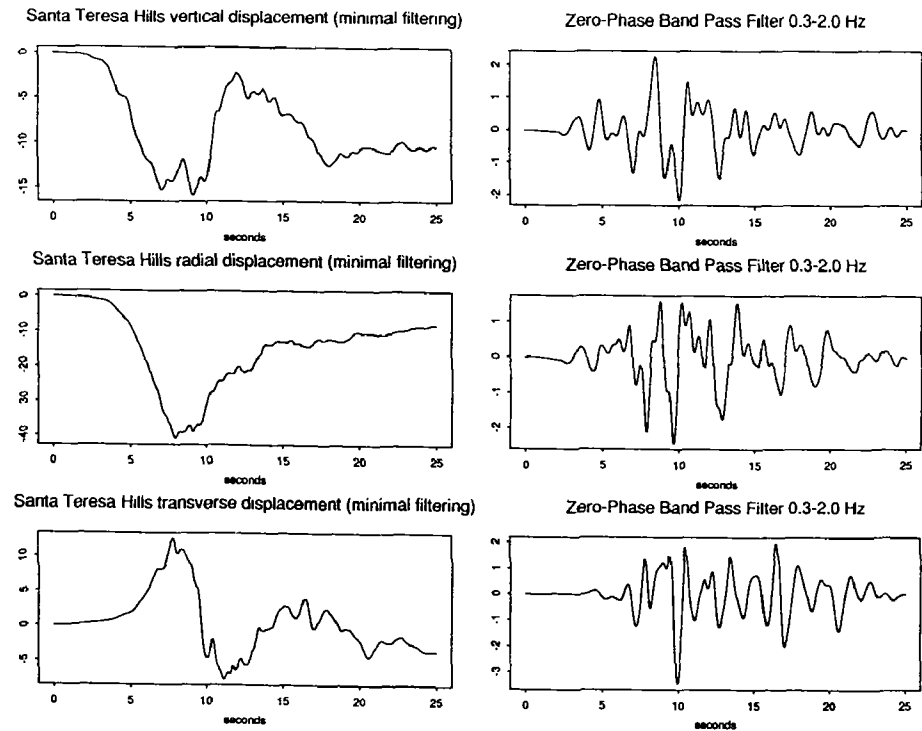 Santa Teresa Hills vertical displacement (minimal filtering)
0
-5
-10
-15
0 5 10 15 20 25
seconds
Zero-Phase Band Pass Filter 0.3-2.0 Hz
2
1
0
-1
-2
0 5 10 15 20 25
seconds
Santa Teresa Hills radial displacement (minimal filtering)
0
-10
-20
-30
-40
0 5 10 15 20 25
seconds
Zero-Phase Band Pass Filter 0.3-2.0 Hz
1
0
-1
-2
0 5 10 15 20 25
seconds
Santa Teresa Hills transverse displacement (minimal filtering)
10
5
0
-5
0 5 10 15 20 25
seconds
Zero-Phase Band Pass Filter 0.3-2.0 Hz
2
1
0
-1
-2
-3
0 5 10 15 20 25
seconds